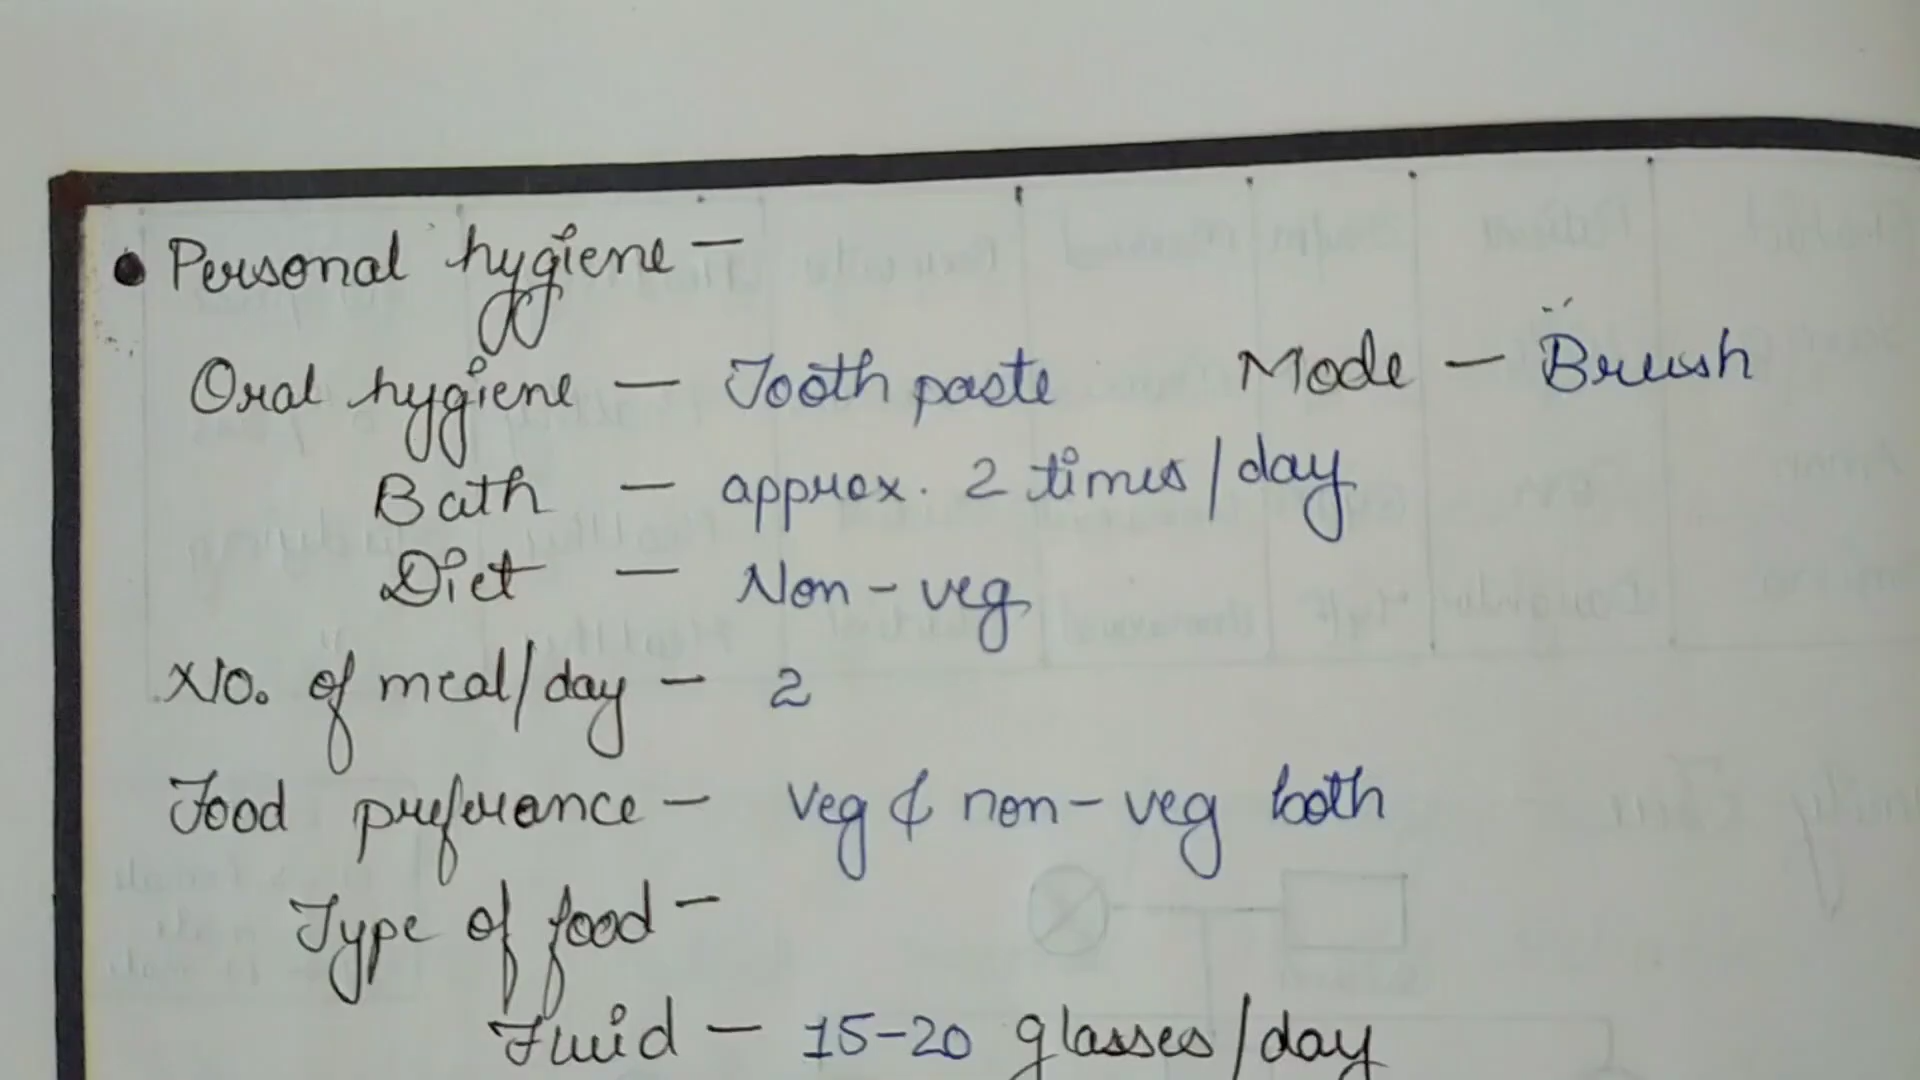 • Personal hygiene –
Oral hygiene – Tooth paste Mode – Brush
Bath – approx. 2 times/day
Diet – Non-veg
No. of meal/day – 2
Food preferance – Veg & non-veg both
Type of food –
Fluid – 15-20 glasses/day